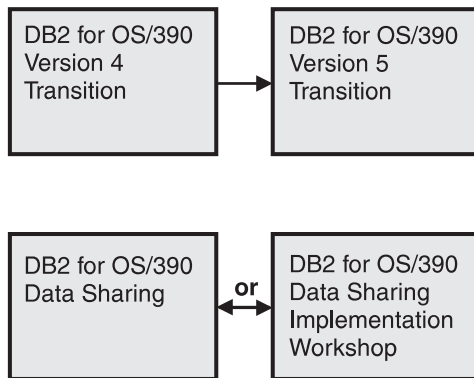 DB2 for OS/390
Version 4
Transition
DB2 for OS/390
Version 5
Transition
DB2 for OS/390
Data Sharing
or
DB2 for OS/390
Data Sharing
Implementation
Workshop